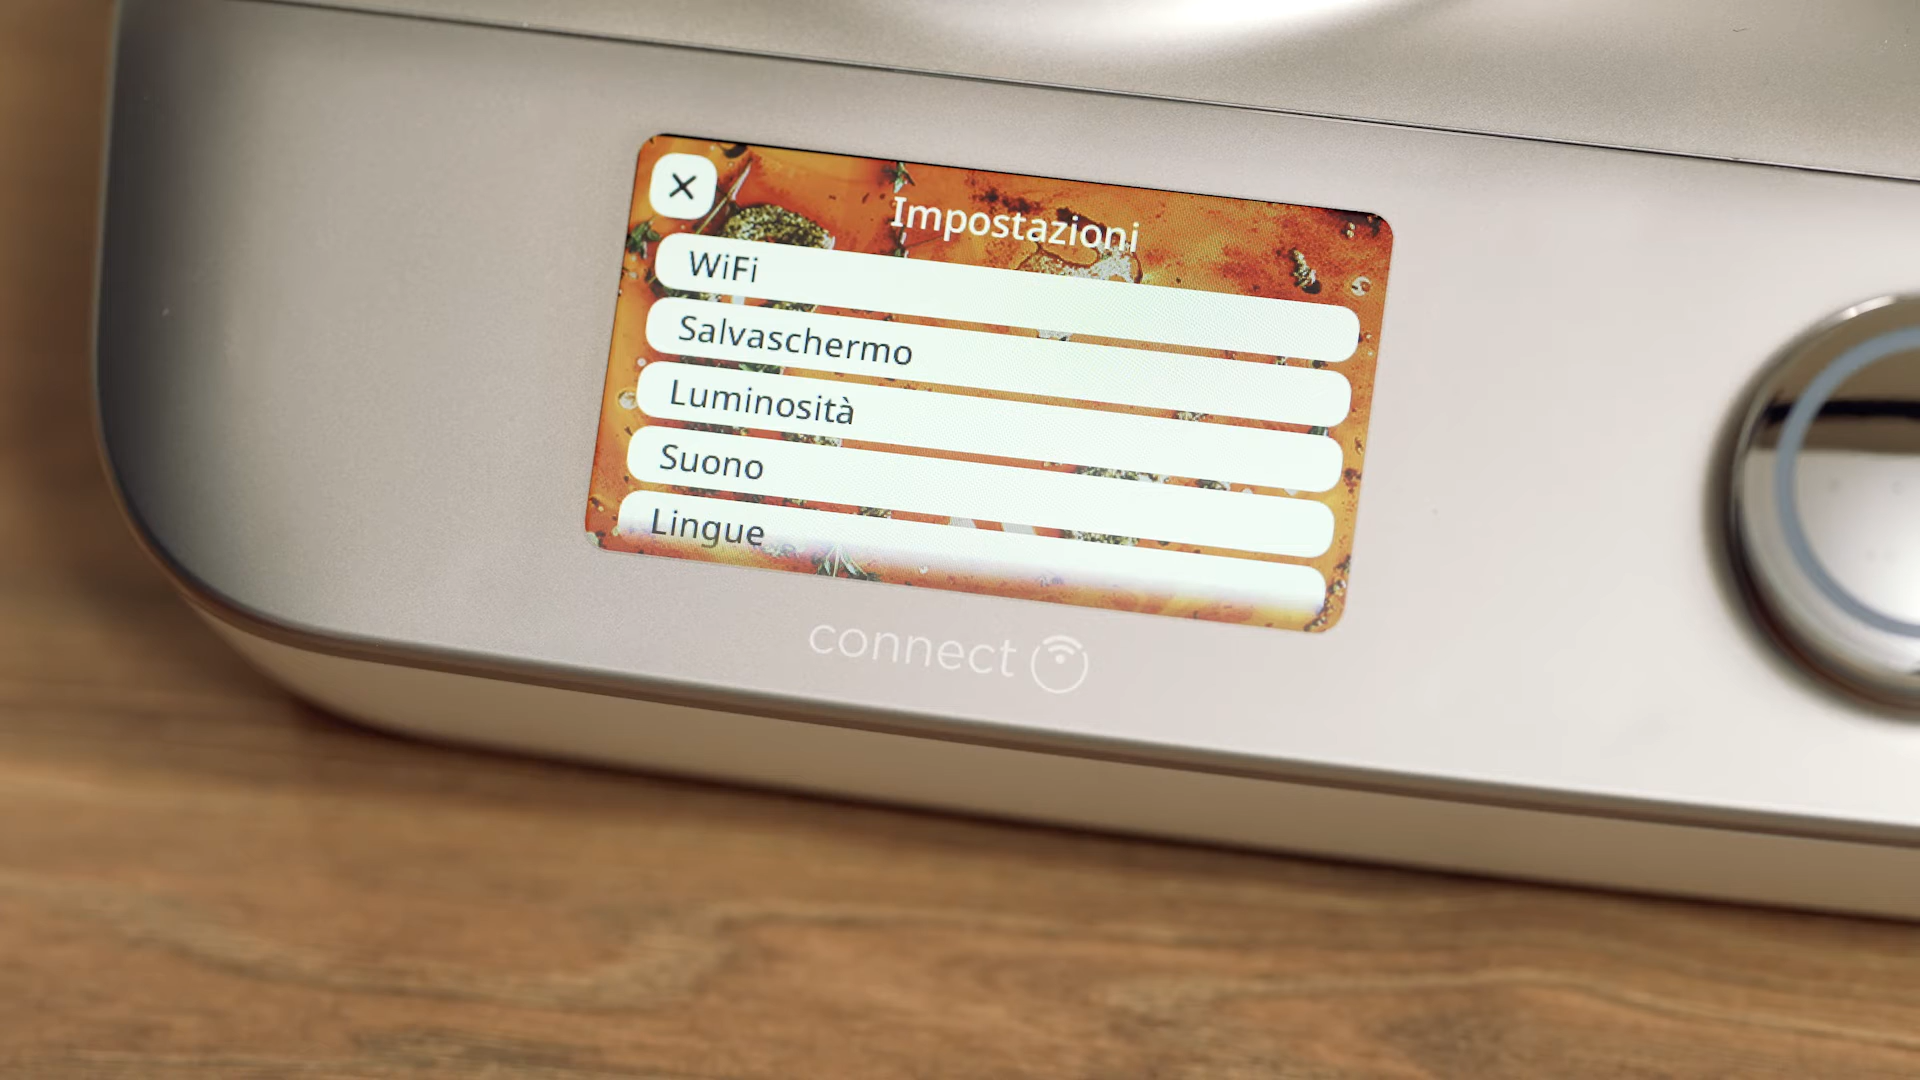 Impostazioni
WiFi
Salvaschermo
Luminosità
Suono
Lingue
connect